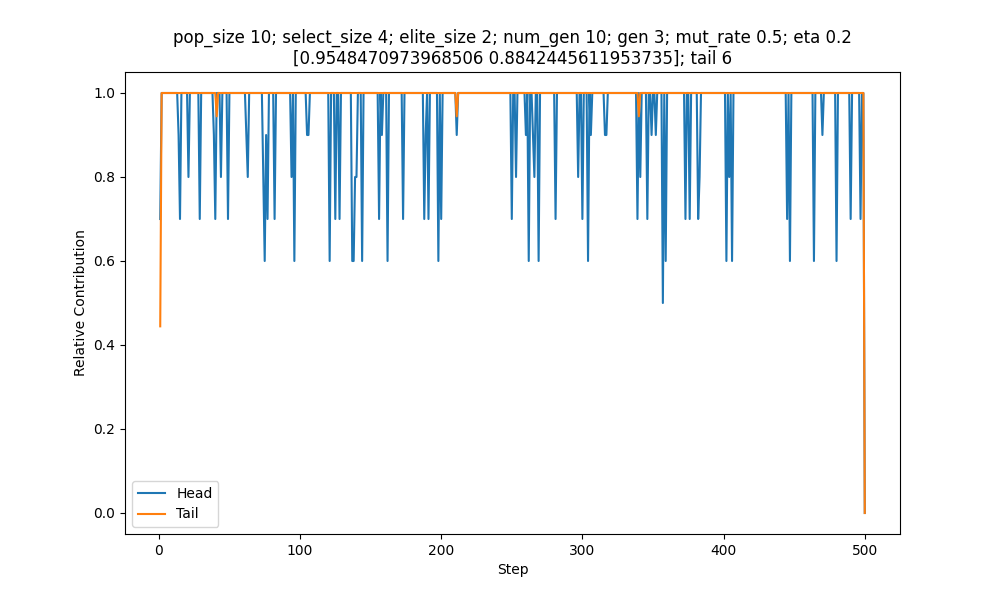 pop_size 10; select_size 4; elite_size 2; num_gen 10; gen 3; mut_rate 0.5; eta 0.2
[0.9548470973968506 0.8842445611953735]; tail 6
Relative Contribution
1.0
0.8
0.6
0.4
0.2
0.0
Head
Tail
0
100
200
300
400
500
Step